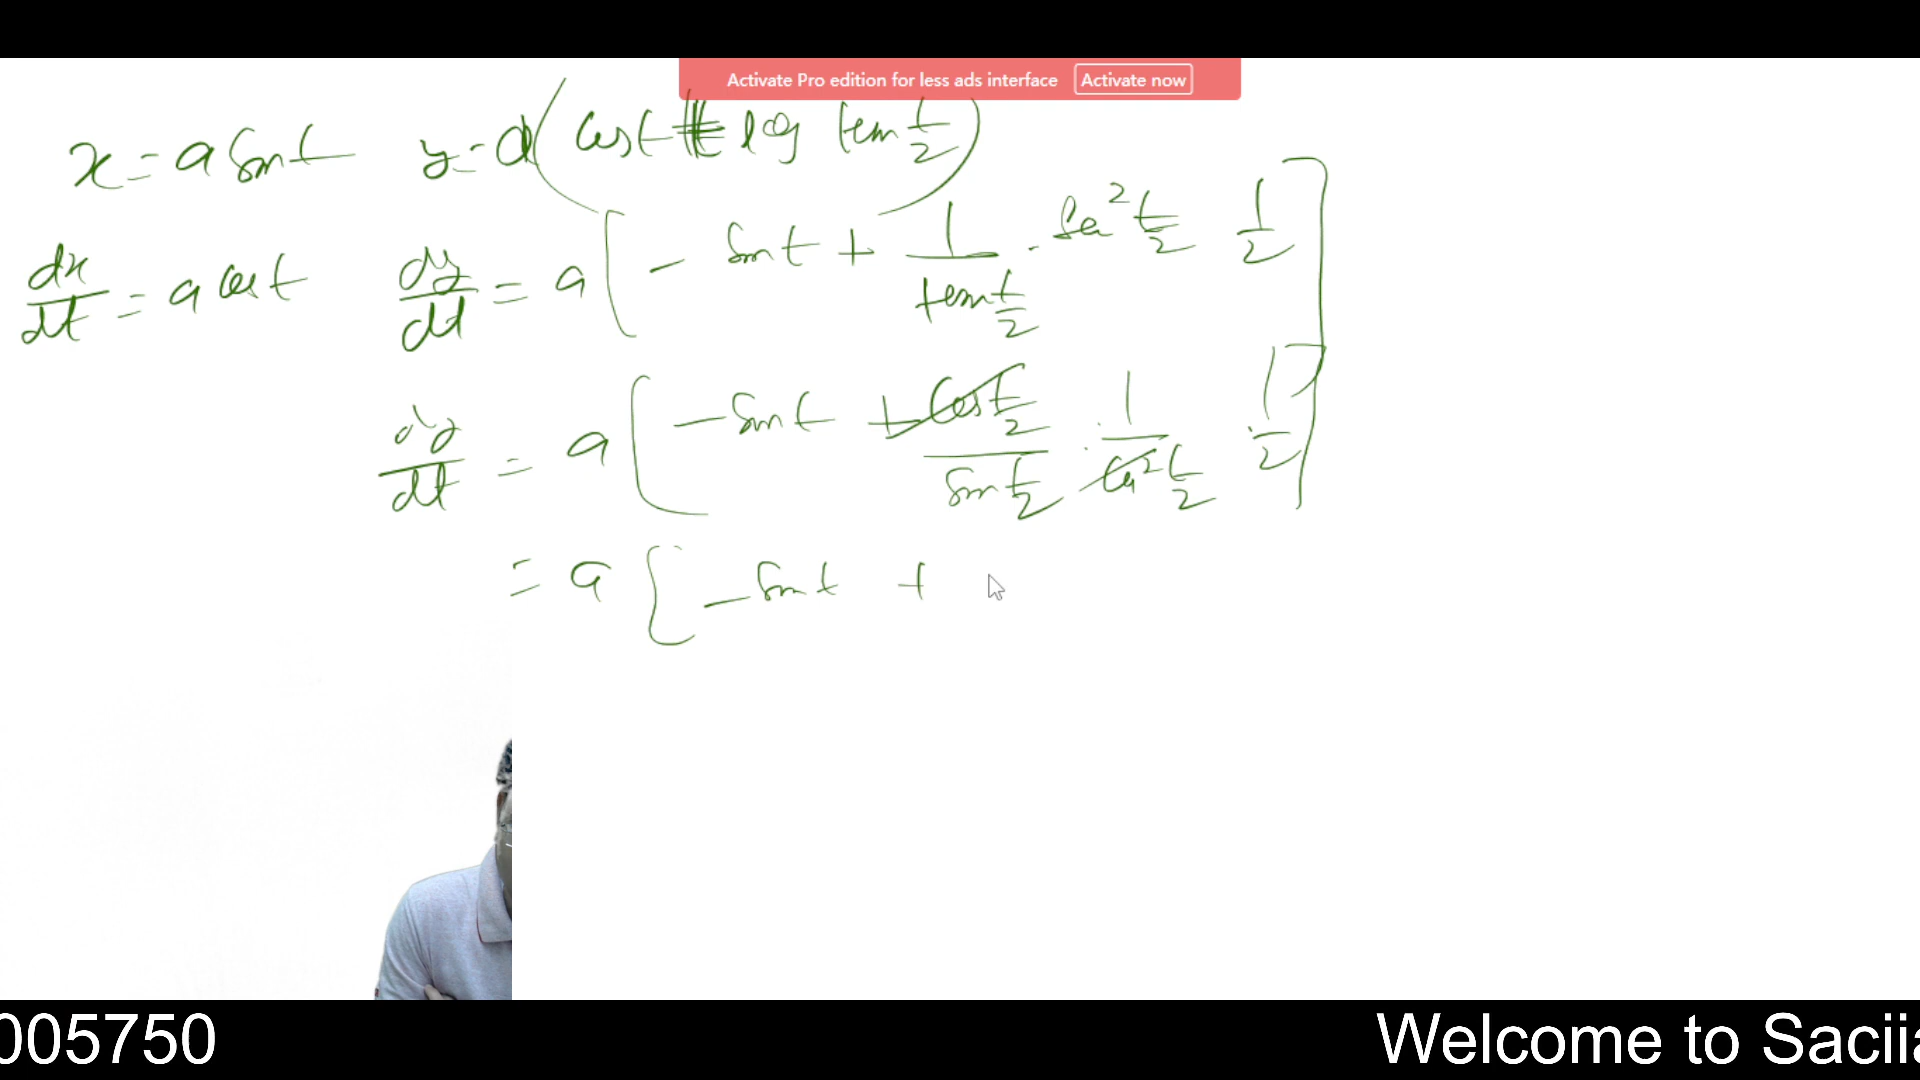 Activate Pro edition for less ads interface Activate now
x = a sin t y = a( cos t + log tan t/2 )
dx/dt = a cos t dy/dt = a [ - sin t + 1/tan t/2 . sec² t/2 1/2 ]
dy/dt = a [ - sin t + cos t/2 / sin t/2 . 1/cos² t/2 . 1/2 ]
= a [ - sin t +
005750 Welcome to Sacii